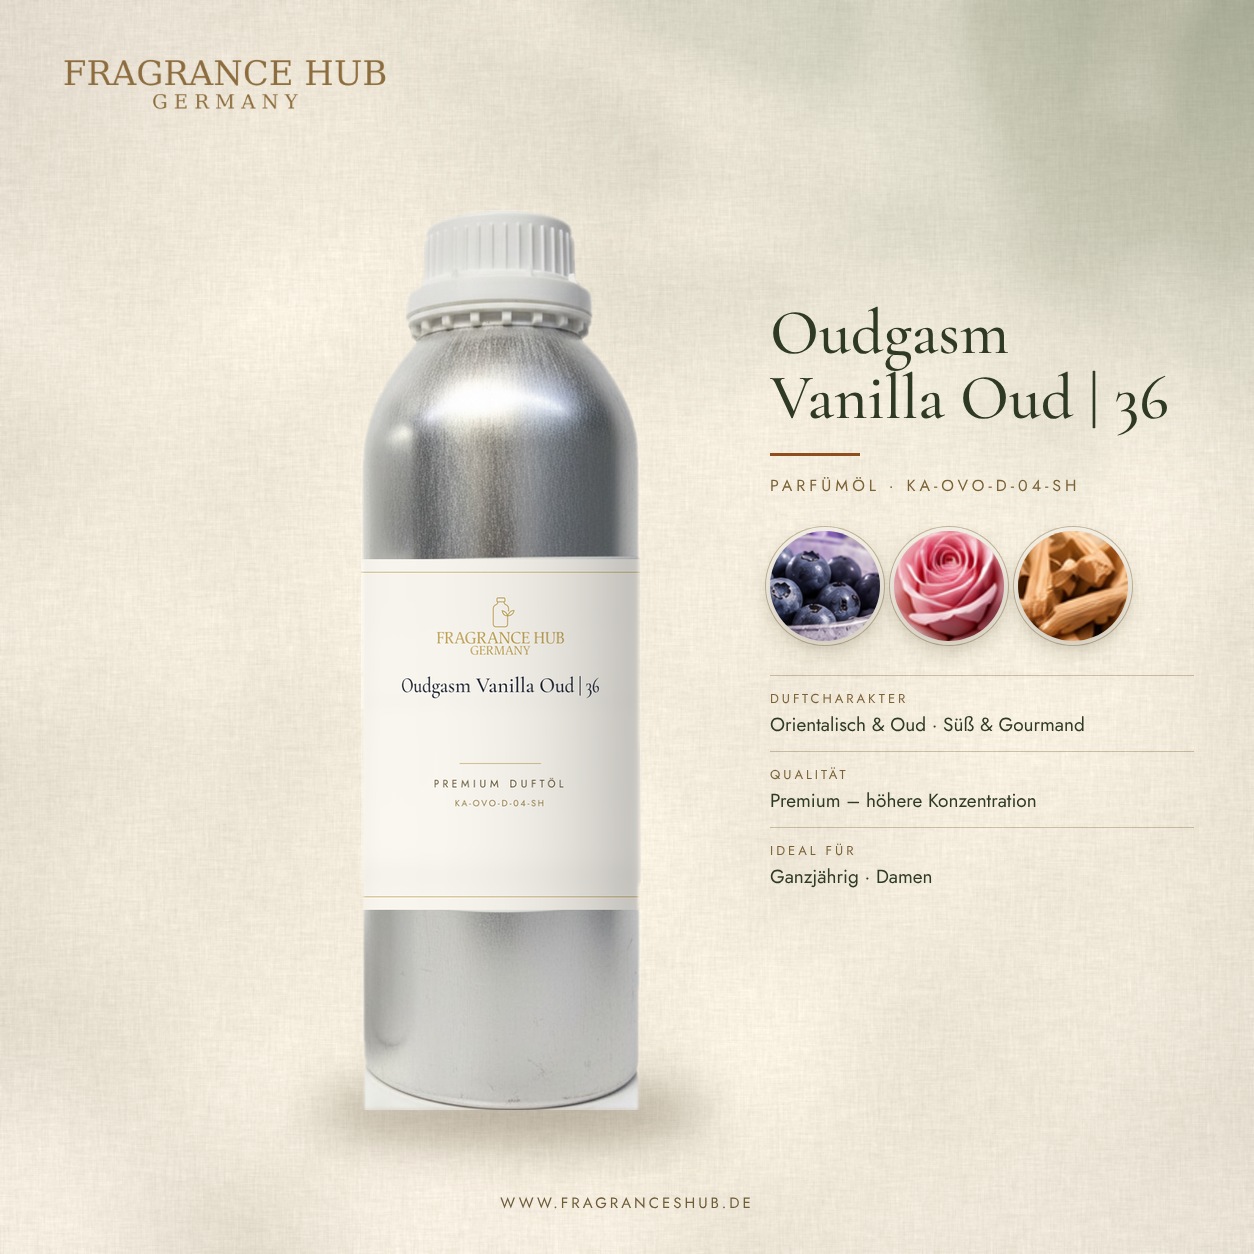 FRAGRANCE HUB
GERMANY
Oudgasm
Vanilla Oud | 36
PARFÜMÖL · KA-OVO-D-04-SH
FRAGRANCE HUB
GERMANY
Oudgasm Vanilla Oud | 36
PREMIUM DUFTÖL
KA-OVO-D-04-SH
DUFTCHARAKTER
Orientalisch & Oud · Süß & Gourmand
QUALITÄT
Premium – höhere Konzentration
IDEAL FÜR
Ganzjährig · Damen
WWW.FRAGRANCESHUB.DE